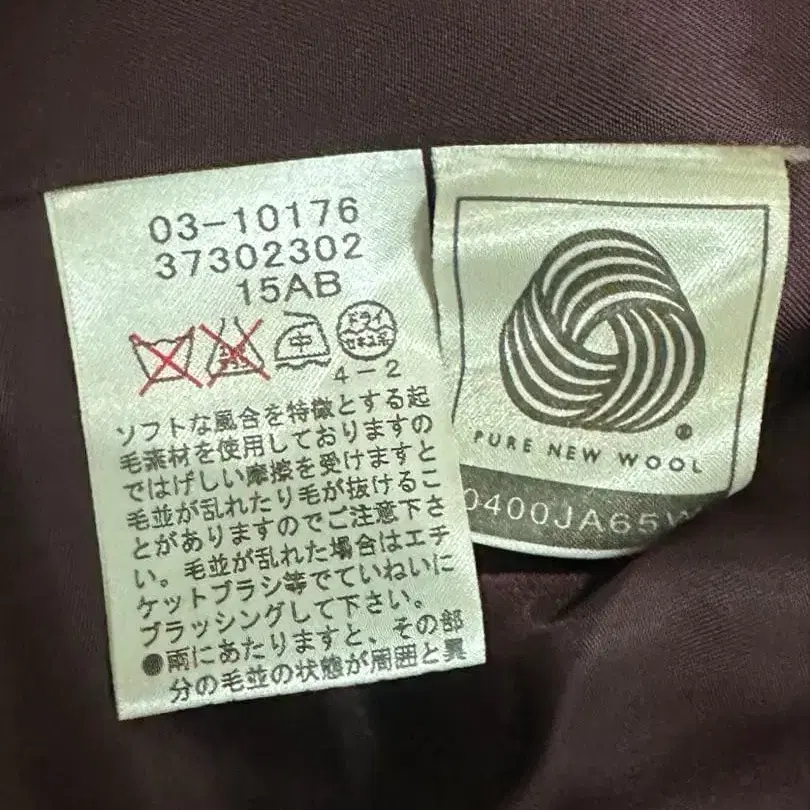 03-10176
37302302
15AB
中
ドライ
セキユ系
4-2
ソフトな風合を特徴とする起
毛素材を使用しておりますの
ではげしい摩擦を受けますと
毛並が乱れたり毛が抜けるこ
とがありますのでご注意下さ
い。毛並が乱れた場合はエチ
ケットブラシ等でていねいに
ブラッシングして下さい。
●雨にあたりますと、その部
分の毛並の状態が周囲と異
PURE NEW WOOL
0400JA65W